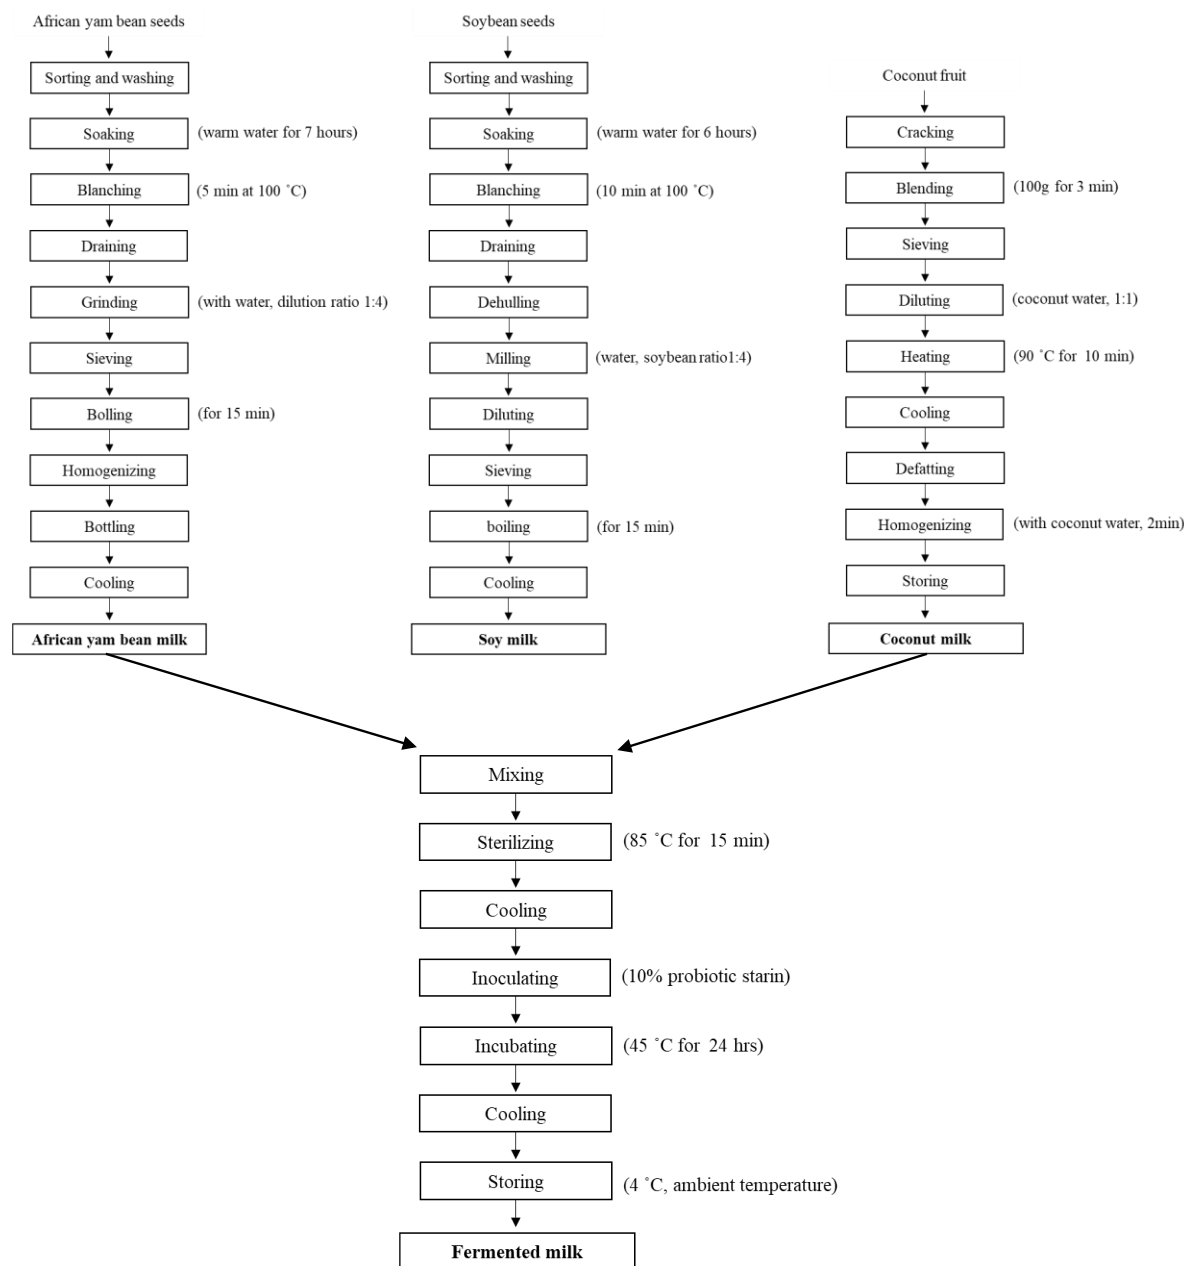 African yam bean seeds
Sorting and washing
Soaking (warm water for 7 hours)
Blanching (5 min at 100 ˚C)
Draining
Grinding (with water, dilution ratio 1:4)
Sieving
Bolling (for 15 min)
Homogenizing
Bottling
Cooling
African yam bean milk
Soybean seeds
Sorting and washing
Soaking (warm water for 6 hours)
Blanching (10 min at 100 ˚C)
Draining
Dehulling
Milling (water, soybean ratio1:4)
Diluting
Sieving
boiling (for 15 min)
Cooling
Soy milk
Coconut fruit
Cracking
Blending (100g for 3 min)
Sieving
Diluting (coconut water, 1:1)
Heating (90 ˚C for 10 min)
Cooling
Defatting
Homogenizing (with coconut water, 2min)
Storing
Coconut milk
Mixing
Sterilizing (85 ˚C for 15 min)
Cooling
Inoculating (10% probiotic starin)
Incubating (45 ˚C for 24 hrs)
Cooling
Storing (4 ˚C, ambient temperature)
Fermented milk